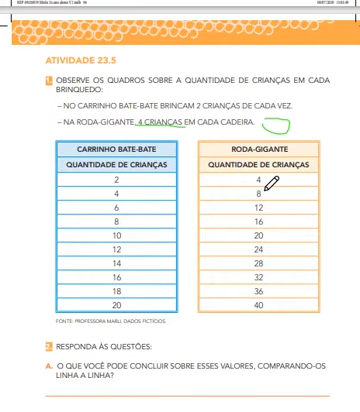 ATIVIDADE 23.5
1. OBSERVE OS QUADROS SOBRE A QUANTIDADE DE CRIANÇAS EM CADA
BRINQUEDO:
– NO CARRINHO BATE-BATE BRINCAM 2 CRIANÇAS DE CADA VEZ.
– NA RODA-GIGANTE, 4 CRIANÇAS EM CADA CADEIRA.
CARRINHO BATE-BATE
QUANTIDADE DE CRIANÇAS
2
4
6
8
10
12
14
16
18
20
RODA-GIGANTE
QUANTIDADE DE CRIANÇAS
4
8
12
16
20
24
28
32
36
40
FONTE: PROFESSORA MARLI. DADOS FICTÍCIOS.
2. RESPONDA ÀS QUESTÕES:
A. O QUE VOCÊ PODE CONCLUIR SOBRE ESSES VALORES, COMPARANDO-OS
LINHA A LINHA?